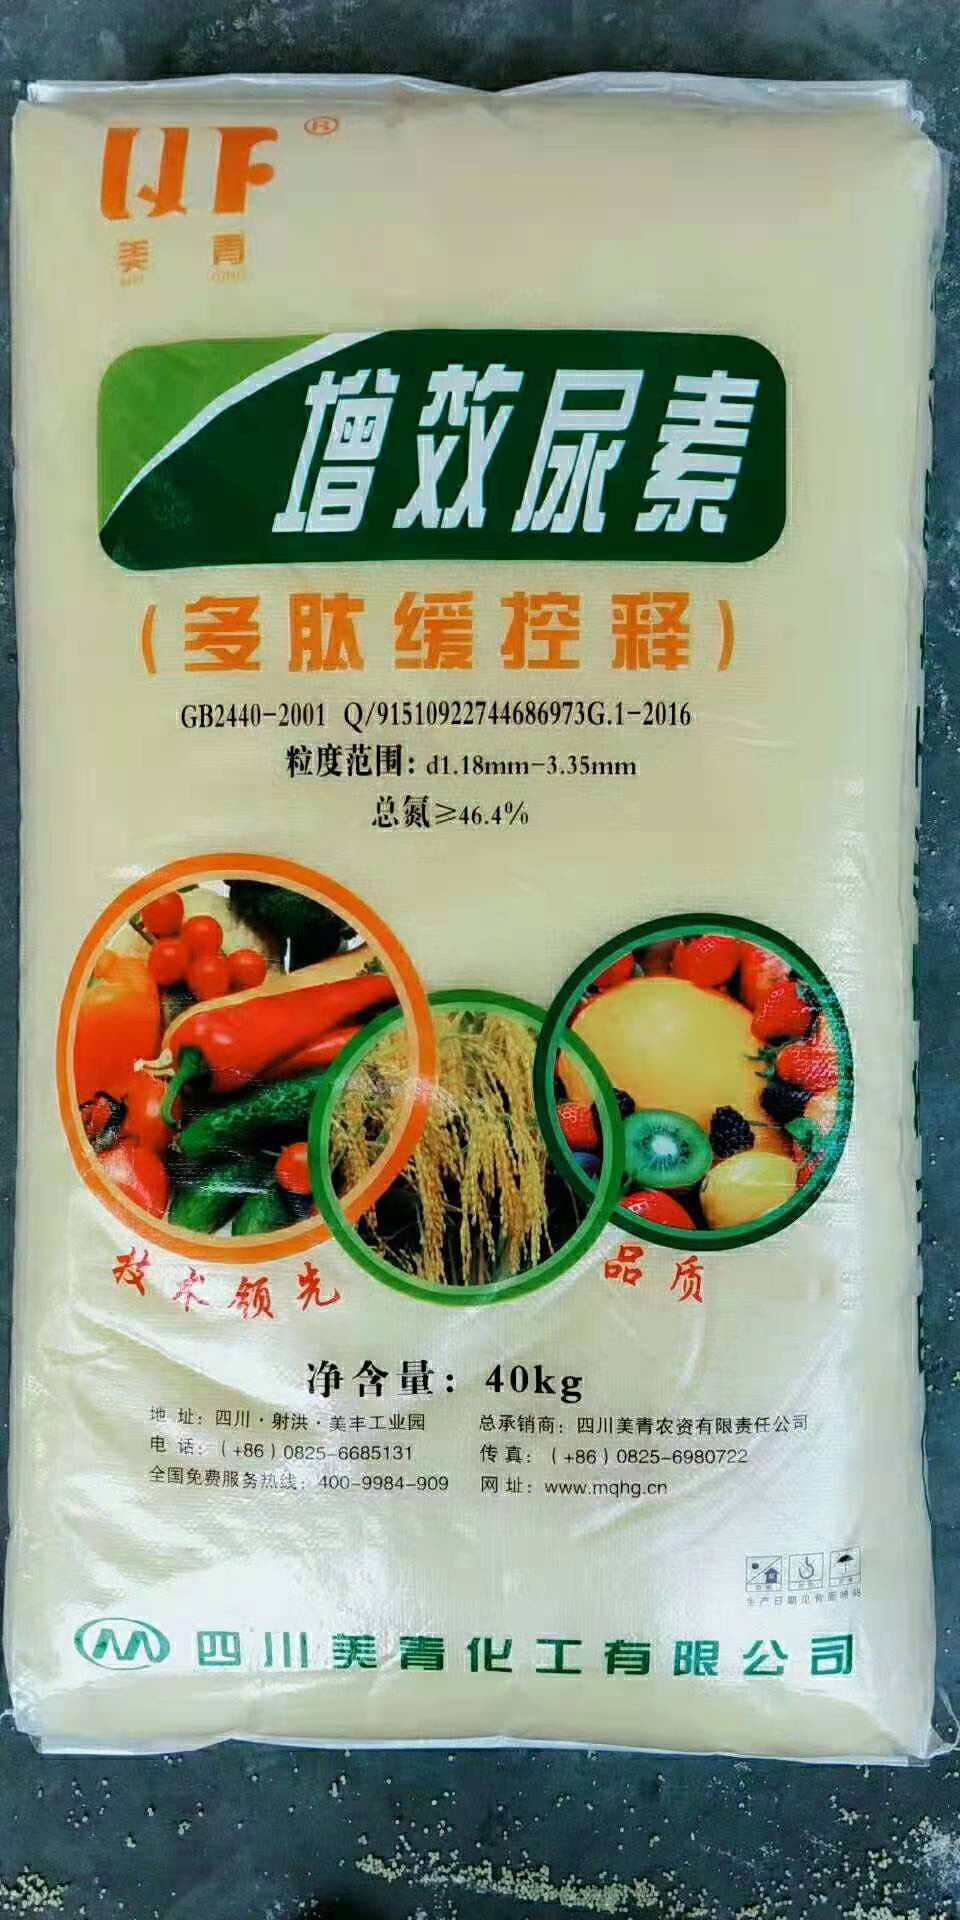 ®
美 青
MEI QING
增效尿素
(多肽缓控释)
GB2440-2001 Q/91510922744686973G.1-2016
粒度范围: d1.18mm-3.35mm
总氮≥46.4%
技术领先 品质
净含量: 40kg
地 址: 四川·射洪·美丰工业园 总承销商: 四川美青农资有限责任公司
电 话: (+86)0825-6685131 传 真: (+86)0825-6980722
全国免费服务热线: 400-9984-909 网 址: www.mqhg.cn
生产日期见背面喷码
四川美青化工有限公司